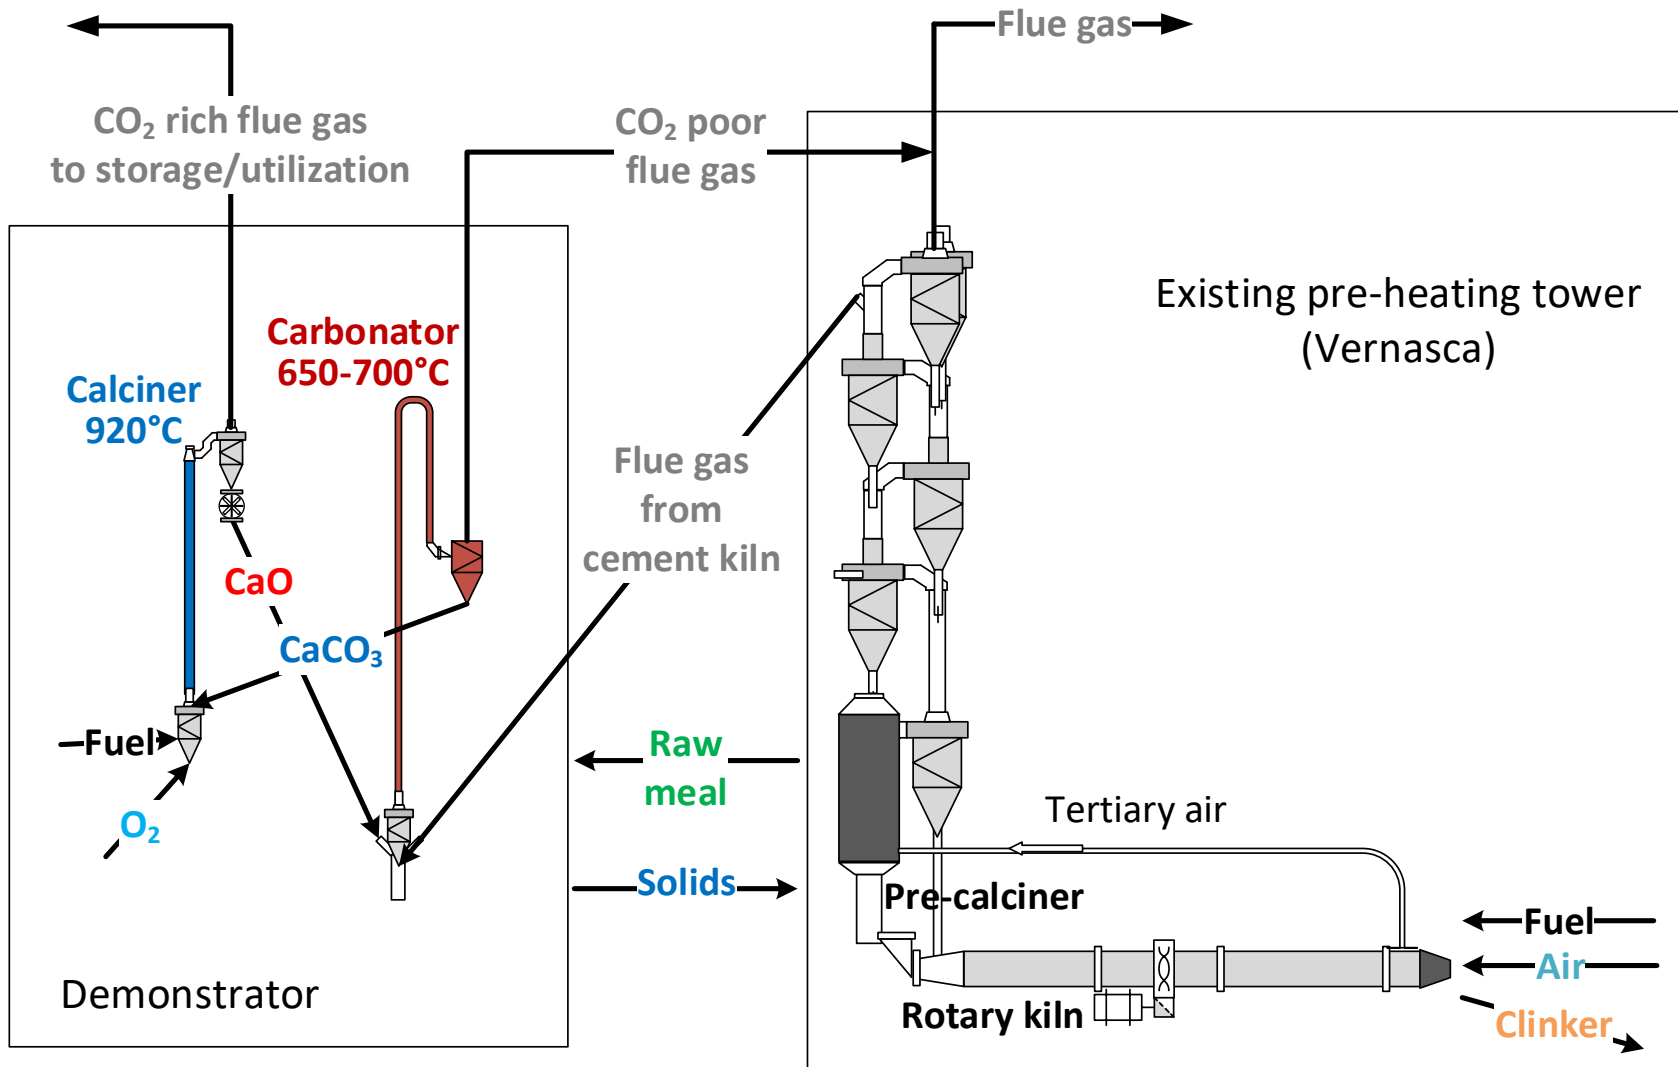 Flue gas
CO₂ rich flue gas
to storage/utilization
CO₂ poor
flue gas
Existing pre-heating tower
(Vernasca)
Carbonator
650-700°C
Calciner
920°C
Flue gas
from
cement kiln
CaO
CaCO₃
Fuel
O₂
Raw
meal
Solids
Tertiary air
Pre-calciner
Fuel
Air
Clinker
Rotary kiln
Demonstrator